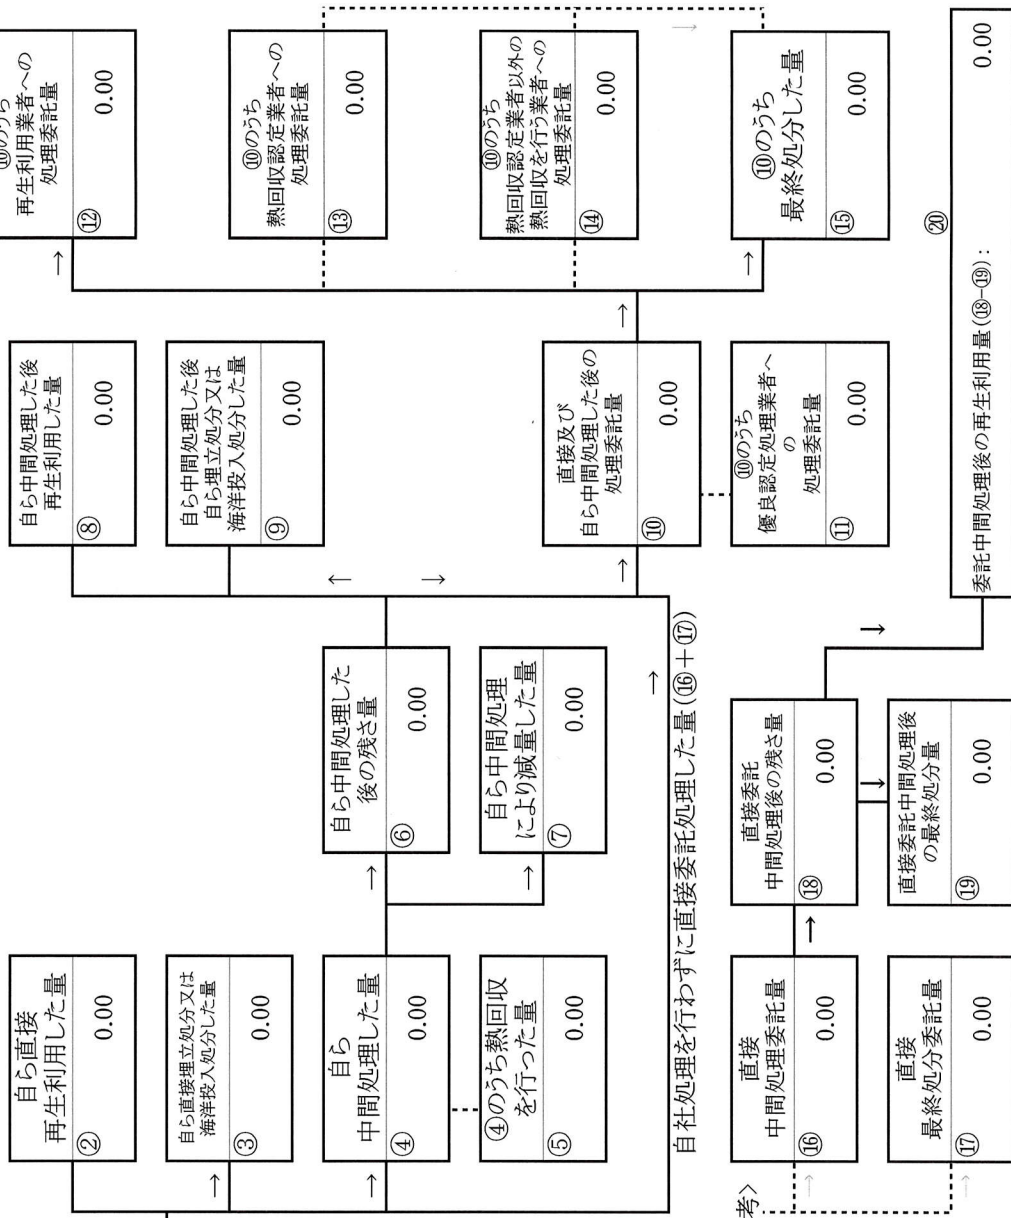 自ら直接
再生利用した量
②
0.00
自ら直接埋立処分又は
海洋投入処分した量
③
0.00
自ら
中間処理した量
④
0.00
④のうち熱回収
を行った量
⑤
0.00
自ら中間処理した
後の残さ量
⑥
0.00
自ら中間処理
により減量した量
⑦
0.00
自ら中間処理した後
再生利用した量
⑧
0.00
自ら中間処理した後
自ら埋立処分又は
海洋投入処分した量
⑨
0.00
直接及び
自ら中間処理した後の
処理委託量
⑩
0.00
⑩のうち
優良認定処理業者へ
の
処理委託量
⑪
0.00
⑩のうち
再生利用業者への
処理委託量
⑫
0.00
⑩のうち
熱回収認定業者への
処理委託量
⑬
0.00
⑩のうち
熱回収認定業者以外の
熱回収を行う業者への
処理委託量
⑭
0.00
⑩のうち
最終処分した量
⑮
0.00
自社処理を行わずに直接委託処理した量(⑯+⑰)
考>
直接
中間処理委託量
⑯
0.00
直接
最終処分委託量
⑰
0.00
直接委託
中間処理後の残さ量
⑱
0.00
直接委託中間処理後
の最終処分量
⑲
0.00
⑳
委託中間処理後の再生利用量(⑱-⑲):
0.00